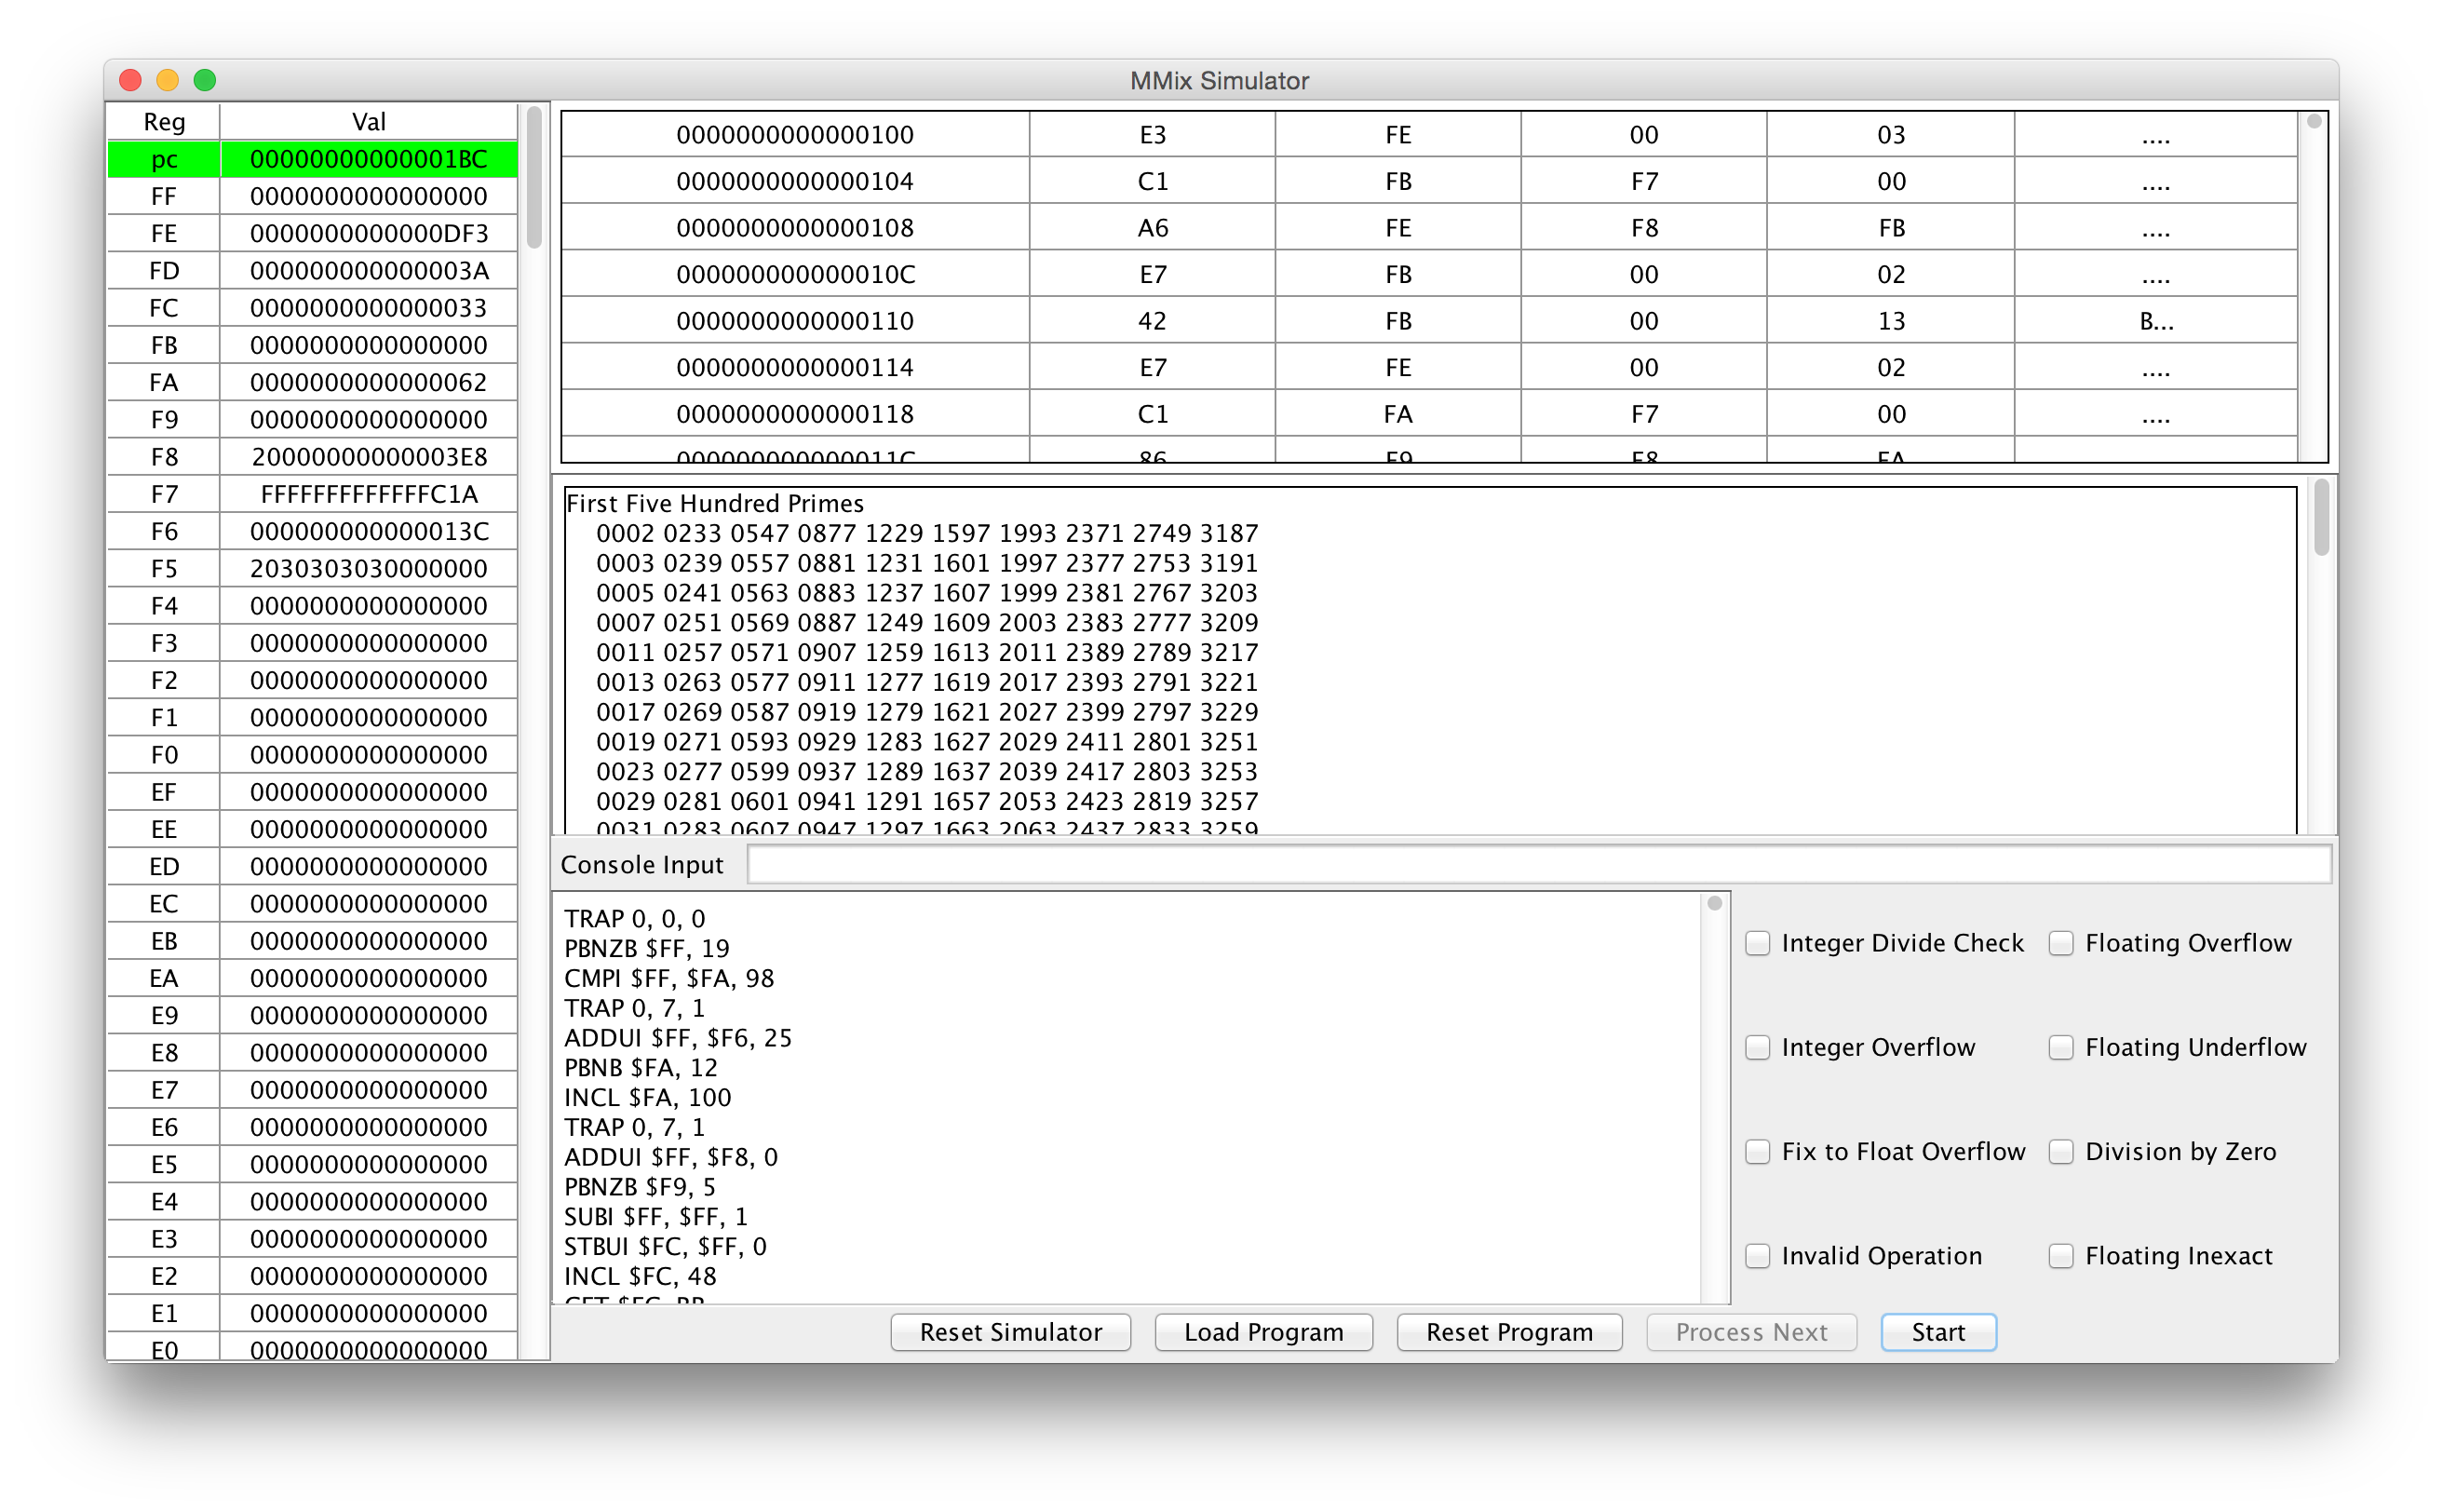 MMix Simulator
Reg Val
pc 00000000000001BC
FF 0000000000000000
FE 0000000000000DF3
FD 000000000000003A
FC 0000000000000033
FB 0000000000000000
FA 0000000000000062
F9 0000000000000000
F8 20000000000003E8
F7 FFFFFFFFFFFFFC1A
F6 000000000000013C
F5 2030303030000000
F4 0000000000000000
F3 0000000000000000
F2 0000000000000000
F1 0000000000000000
F0 0000000000000000
EF 0000000000000000
EE 0000000000000000
ED 0000000000000000
EC 0000000000000000
EB 0000000000000000
EA 0000000000000000
E9 0000000000000000
E8 0000000000000000
E7 0000000000000000
E6 0000000000000000
E5 0000000000000000
E4 0000000000000000
E3 0000000000000000
E2 0000000000000000
E1 0000000000000000
E0 0000000000000000
0000000000000100 E3 FE 00 03 ....
0000000000000104 C1 FB F7 00 ....
0000000000000108 A6 FE F8 FB ....
000000000000010C E7 FB 00 02 ....
0000000000000110 42 FB 00 13 B...
0000000000000114 E7 FE 00 02 ....
0000000000000118 C1 FA F7 00 ....
000000000000011C 86 F9 F8 FA
First Five Hundred Primes
0002 0233 0547 0877 1229 1597 1993 2371 2749 3187
0003 0239 0557 0881 1231 1601 1997 2377 2753 3191
0005 0241 0563 0883 1237 1607 1999 2381 2767 3203
0007 0251 0569 0887 1249 1609 2003 2383 2777 3209
0011 0257 0571 0907 1259 1613 2011 2389 2789 3217
0013 0263 0577 0911 1277 1619 2017 2393 2791 3221
0017 0269 0587 0919 1279 1621 2027 2399 2797 3229
0019 0271 0593 0929 1283 1627 2029 2411 2801 3251
0023 0277 0599 0937 1289 1637 2039 2417 2803 3253
0029 0281 0601 0941 1291 1657 2053 2423 2819 3257
0031 0283 0607 0947 1297 1663 2063 2437 2833 3259
Console Input
TRAP 0, 0, 0
PBNZB $FF, 19
CMPI $FF, $FA, 98
TRAP 0, 7, 1
ADDUI $FF, $F6, 25
PBNB $FA, 12
INCL $FA, 100
TRAP 0, 7, 1
ADDUI $FF, $F8, 0
PBNZB $F9, 5
SUBI $FF, $FF, 1
STBUI $FC, $FF, 0
INCL $FC, 48
Integer Divide Check Floating Overflow
Integer Overflow Floating Underflow
Fix to Float Overflow Division by Zero
Invalid Operation Floating Inexact
Reset Simulator Load Program Reset Program Process Next Start